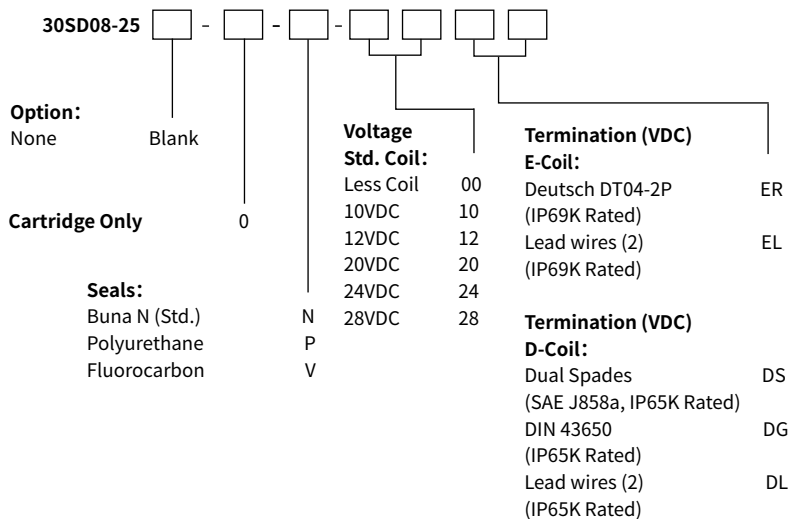 30SD08-25 - - -
Option:
None Blank
Cartridge Only 0
Seals:
Buna N (Std.) N
Polyurethane P
Fluorocarbon V
Voltage
Std. Coil:
Less Coil 00
10VDC 10
12VDC 12
20VDC 20
24VDC 24
28VDC 28
Termination (VDC)
E-Coil:
Deutsch DT04-2P ER
(IP69K Rated)
Lead wires (2) EL
(IP69K Rated)
Termination (VDC)
D-Coil:
Dual Spades DS
(SAE J858a, IP65K Rated)
DIN 43650 DG
(IP65K Rated)
Lead wires (2) DL
(IP65K Rated)